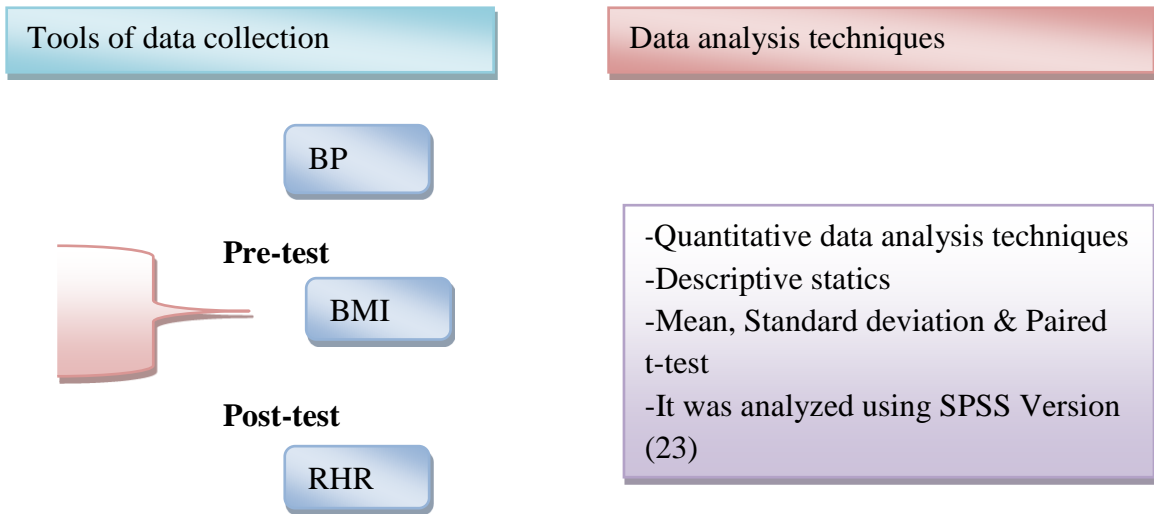 Tools of data collection
Data analysis techniques
BP
Pre-test
BMI
Post-test
RHR
-Quantitative data analysis techniques
-Descriptive statics
-Mean, Standard deviation & Paired
t-test
-It was analyzed using SPSS Version
(23)